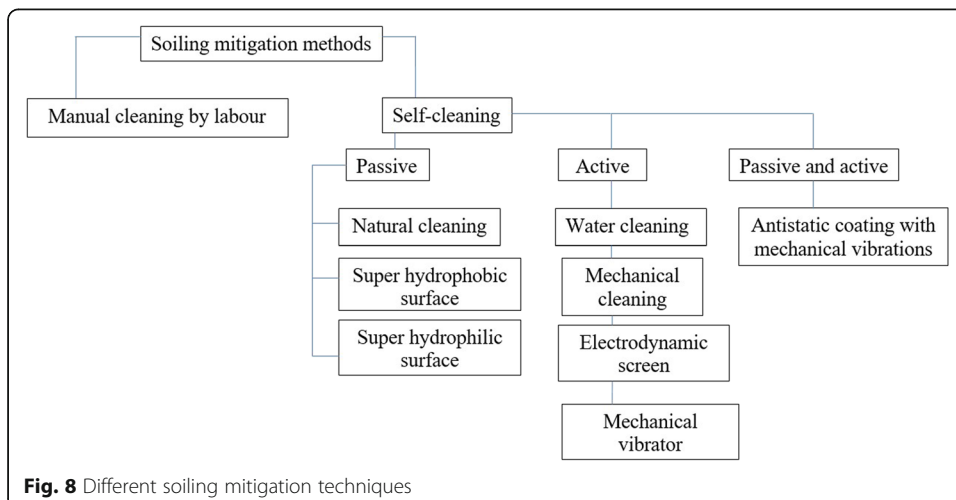 Soiling mitigation methods
Manual cleaning by labour
Self-cleaning
Passive
Active
Passive and active
Natural cleaning
Water cleaning
Antistatic coating with
mechanical vibrations
Super hydrophobic
surface
Mechanical
cleaning
Super hydrophilic
surface
Electrodynamic
screen
Mechanical
vibrator
Fig. 8 Different soiling mitigation techniques